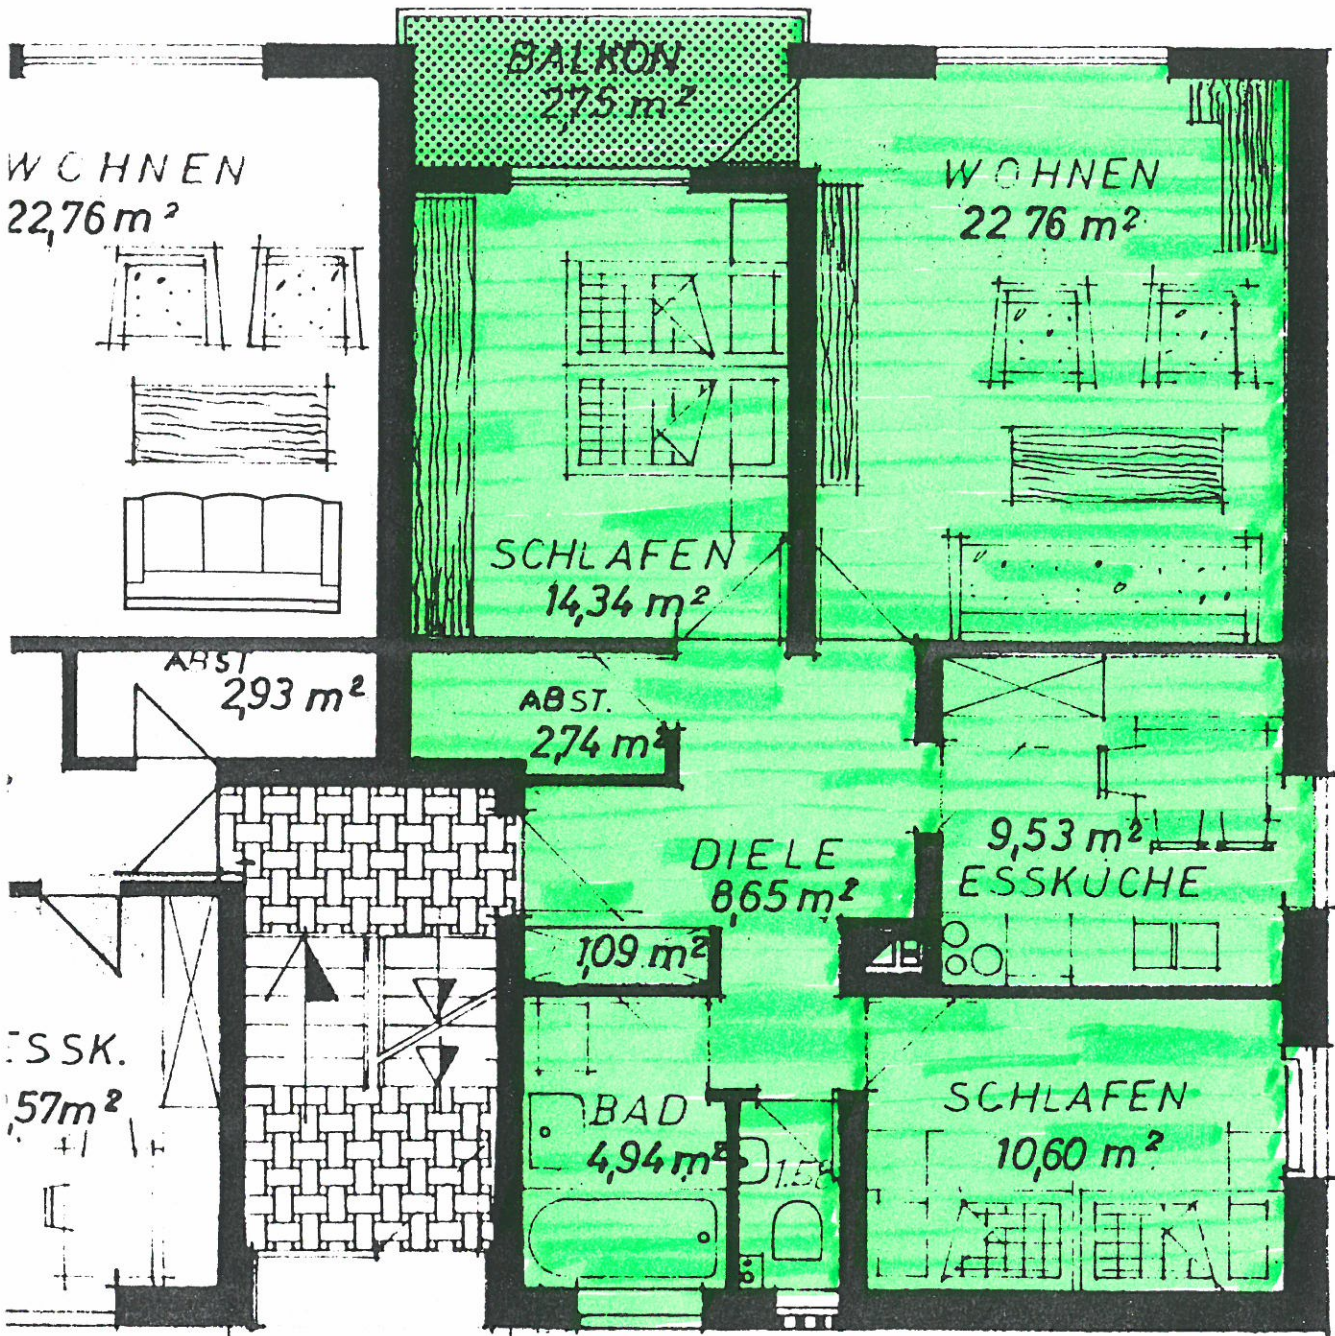 BALKON
2,75 m²
WOHNEN
22,76 m²
WOHNEN
22 76 m²
SCHLAFEN
14,34 m²
ABST
2,93 m²
ABST.
2,74 m²
DIELE
8,65 m²
9,53 m²
ESSKUCHE
1,09 m²
ESSK.
,57m²
BAD
4,94 m²
SCHLAFEN
10,60 m²